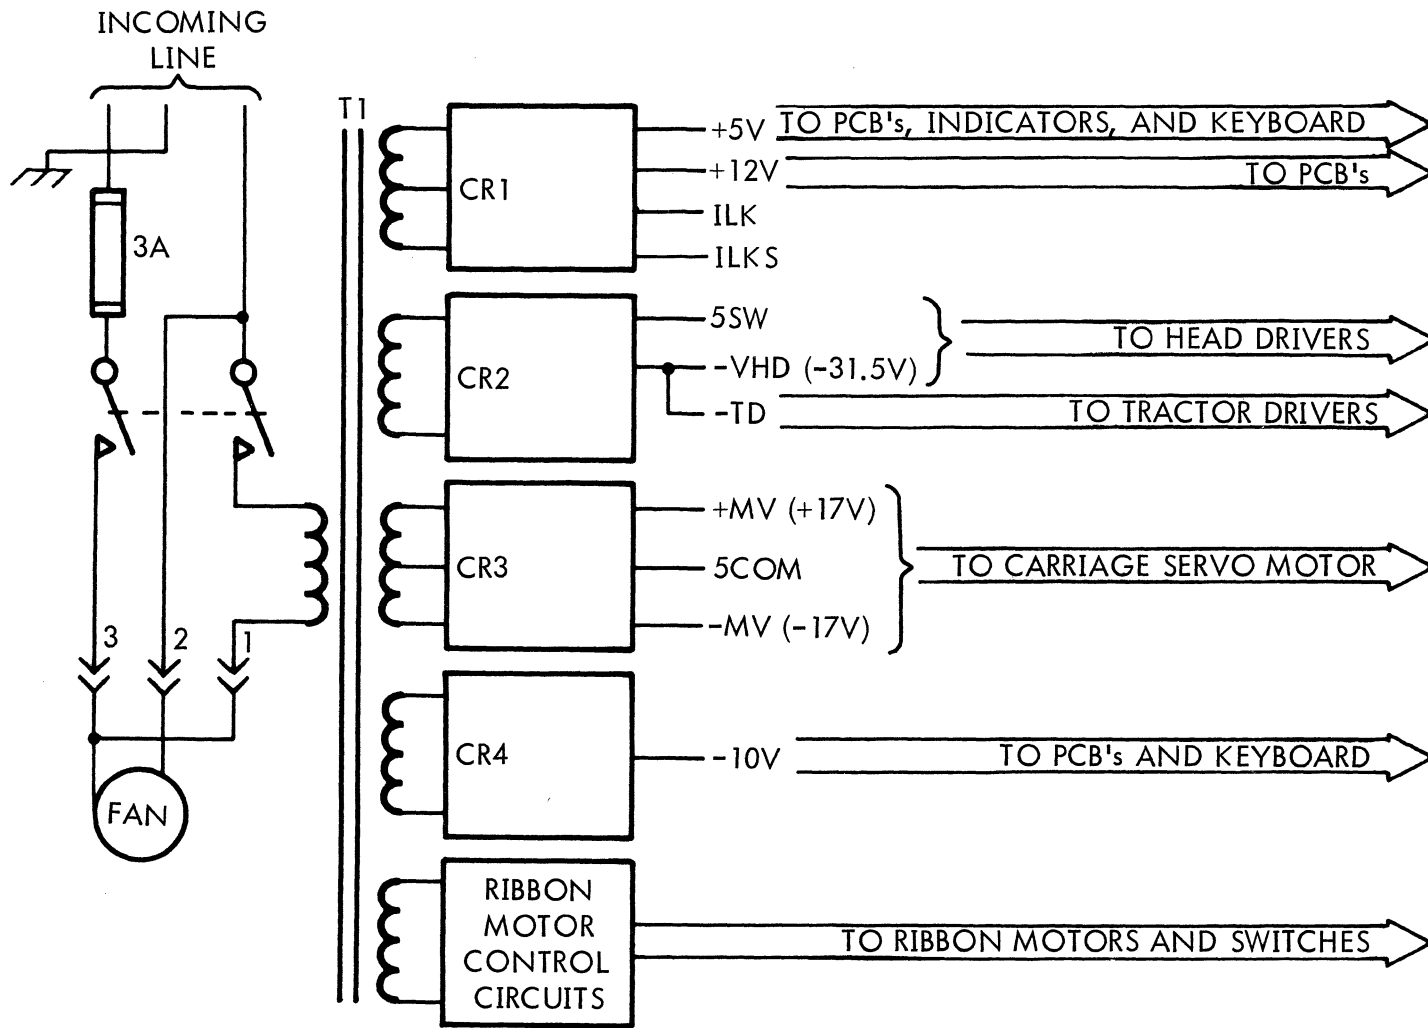 INCOMING
LINE
3A
3
2
1
FAN
T1
CR1
+5V
TO PCB's, INDICATORS, AND KEYBOARD
+12V
TO PCB's
ILK
ILKS
CR2
5SW
-VHD (-31.5V)
TO HEAD DRIVERS
-TD
TO TRACTOR DRIVERS
CR3
+MV (+17V)
5COM
-MV (-17V)
TO CARRIAGE SERVO MOTOR
CR4
-10V
TO PCB's AND KEYBOARD
RIBBON
MOTOR
CONTROL
CIRCUITS
TO RIBBON MOTORS AND SWITCHES